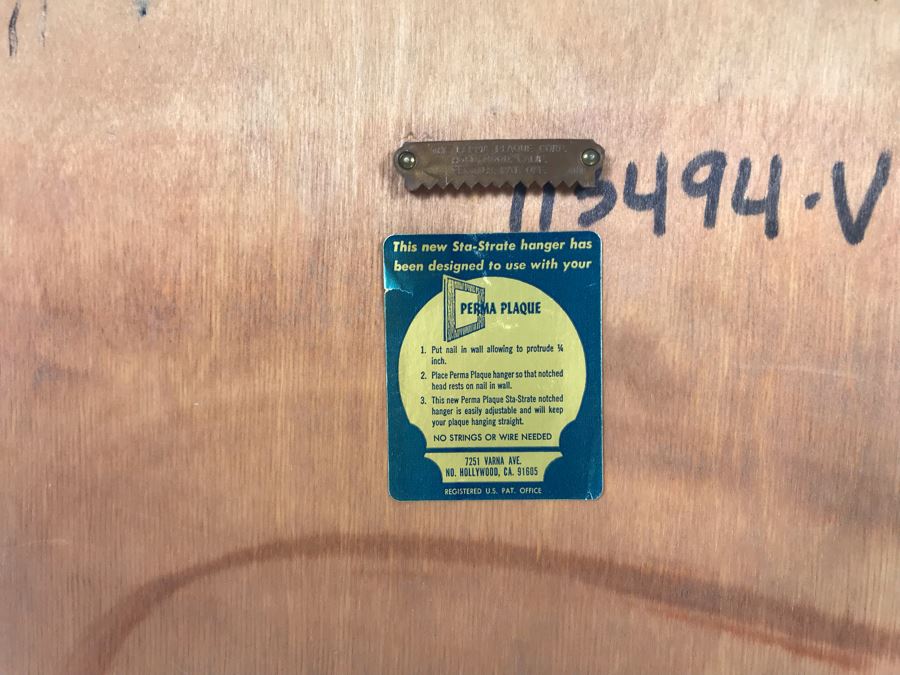 PERMA PLAQUE CORP.
113494-V
This new Sta-Strate hanger has
been designed to use with your
PERMA PLAQUE
1. Put nail in wall allowing to protrude ¼
inch.
2. Place Perma Plaque hanger so that notched
head rests on nail in wall.
3. This new Perma Plaque Sta-Strate notched
hanger is easily adjustable and will keep
your plaque hanging straight.
NO STRINGS OR WIRE NEEDED
7251 VARNA AVE.
NO. HOLLYWOOD, CA. 91605
REGISTERED U.S. PAT. OFFICE